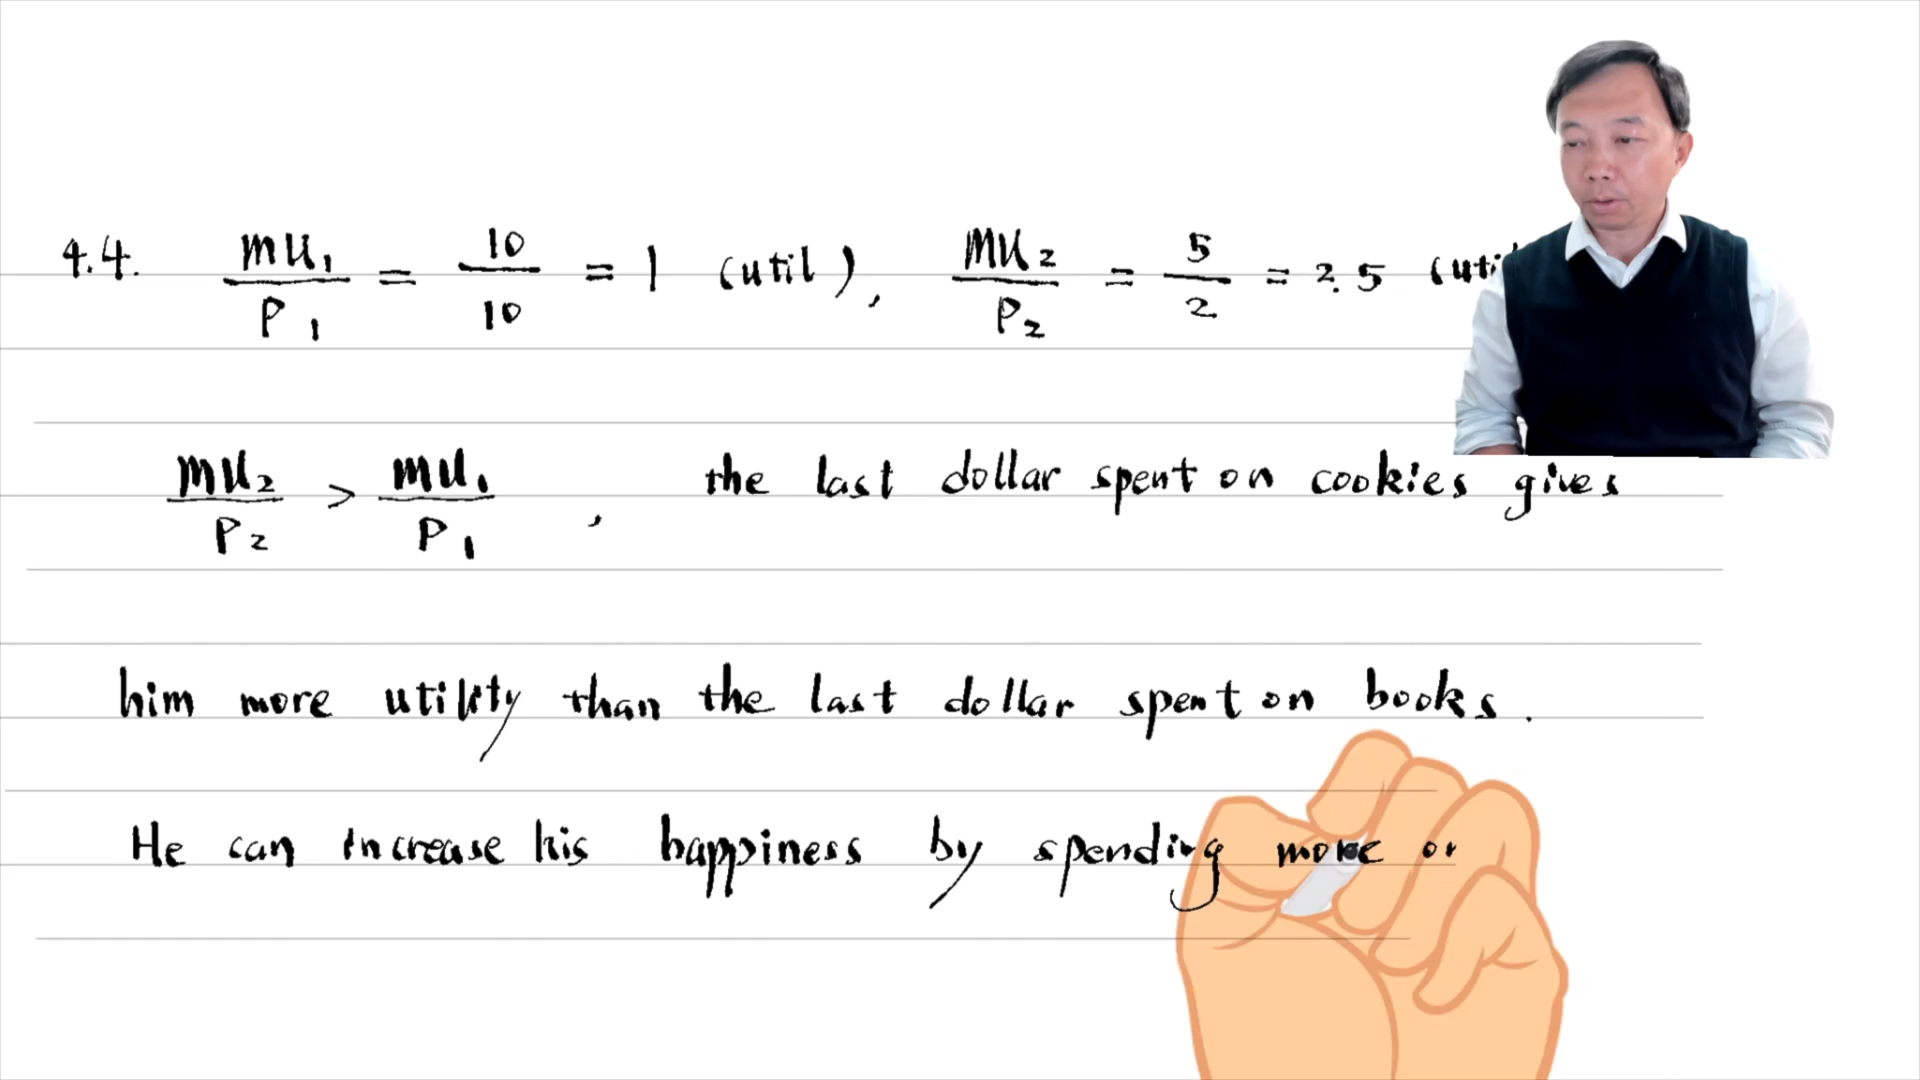 4.4. MU₁/P₁ = 10/10 = 1 (util), MU₂/P₂ = 5/2 = 2.5
MU₂/P₂ > MU₁/P₁, the last dollar spent on cookies gives
him more utility than the last dollar spent on books.
He can increase his happiness by spending more